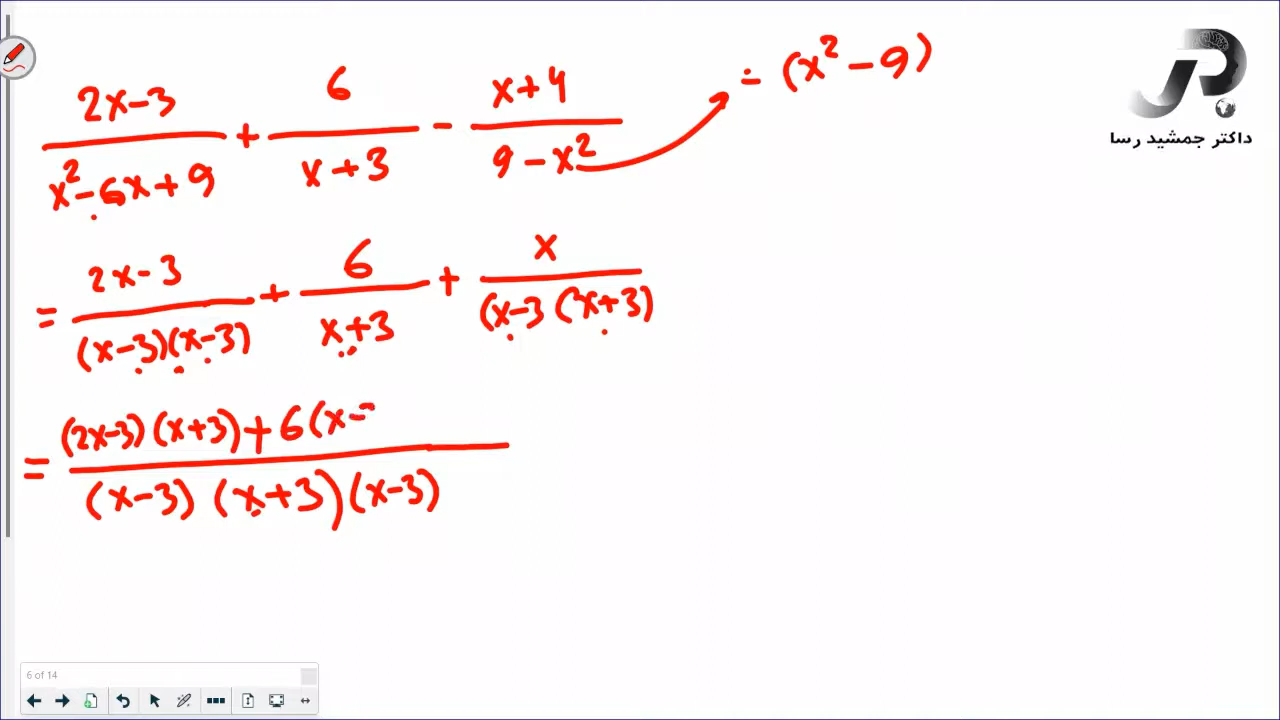 (2x-3)/(x²-6x+9) + 6/(x+3) - (x+4)/(9-x²)
= (x²-9)
داکتر جمشید رسا
= (2x-3)/((x-3)(x-3)) + 6/(x+3) + x/((x-3(x+3))
= ((2x-3)(x+3)+6(x-)/((x-3)(x+3)(x-3))
6 of 14